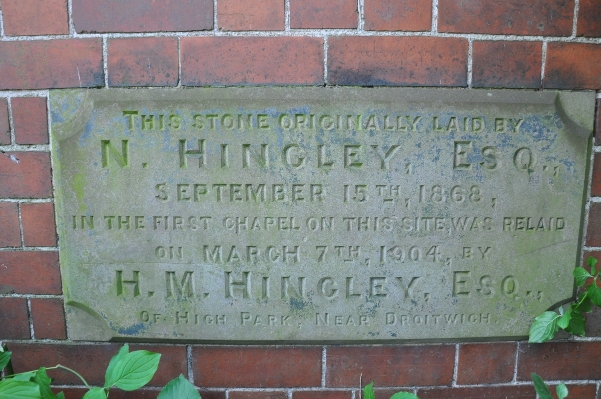 THIS STONE ORIGINALLY LAID BY
N. HINGLEY, ESQ.,
SEPTEMBER 15TH, 1868,
IN THE FIRST CHAPEL ON THIS SITE, WAS RELAID
ON MARCH 7TH, 1904, BY
H. M. HINGLEY, ESQ.,
OF HIGH PARK, NEAR DROITWICH